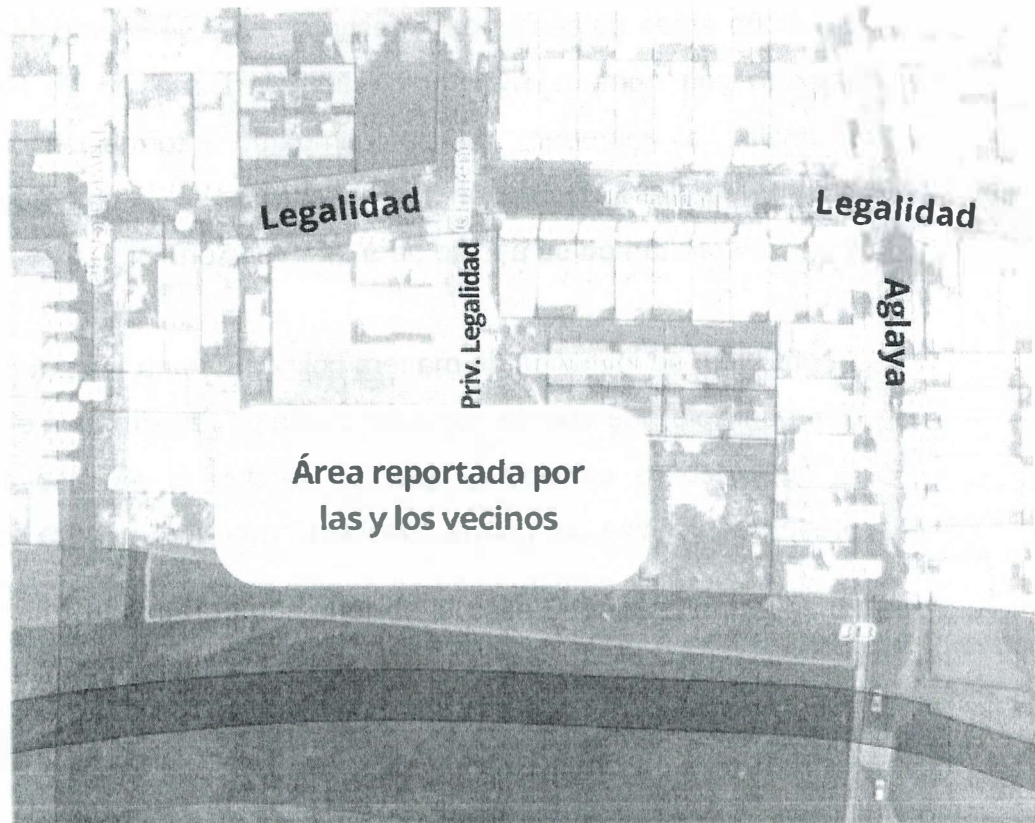 Legalidad
Legalidad
Priv. Legalidad
Aglaya
Área reportada por
las y los vecinos